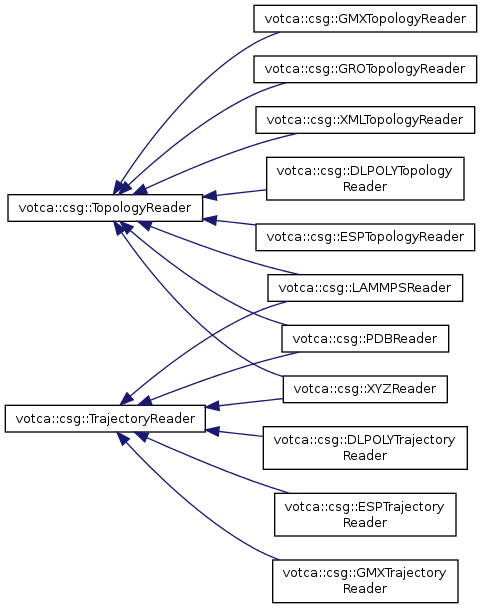 votca::csg::GMXTopologyReader
votca::csg::GROTopologyReader
votca::csg::XMLTopologyReader
votca::csg::DLPOLYTopology
Reader
votca::csg::TopologyReader
votca::csg::ESPTopologyReader
votca::csg::LAMMPSReader
votca::csg::PDBReader
votca::csg::XYZReader
votca::csg::TrajectoryReader
votca::csg::DLPOLYTrajectory
Reader
votca::csg::ESPTrajectory
Reader
votca::csg::GMXTrajectory
Reader